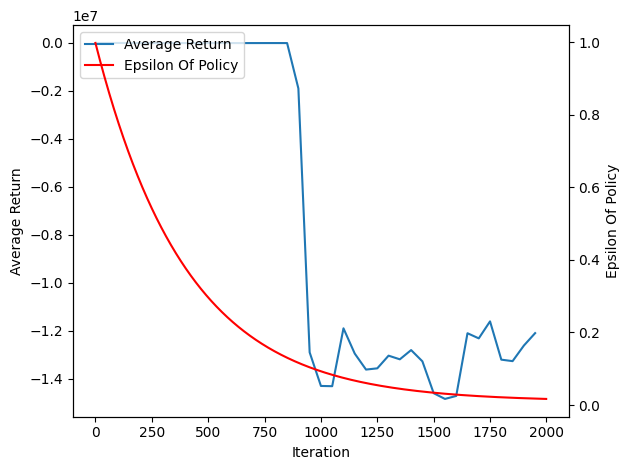 1e7
Average Return
Epsilon Of Policy
0.0
−0.2
−0.4
−0.6
−0.8
−1.0
−1.2
−1.4
Average Return
1.0
0.8
0.6
0.4
0.2
0.0
Epsilon Of Policy
0 250 500 750 1000 1250 1500 1750 2000
Iteration